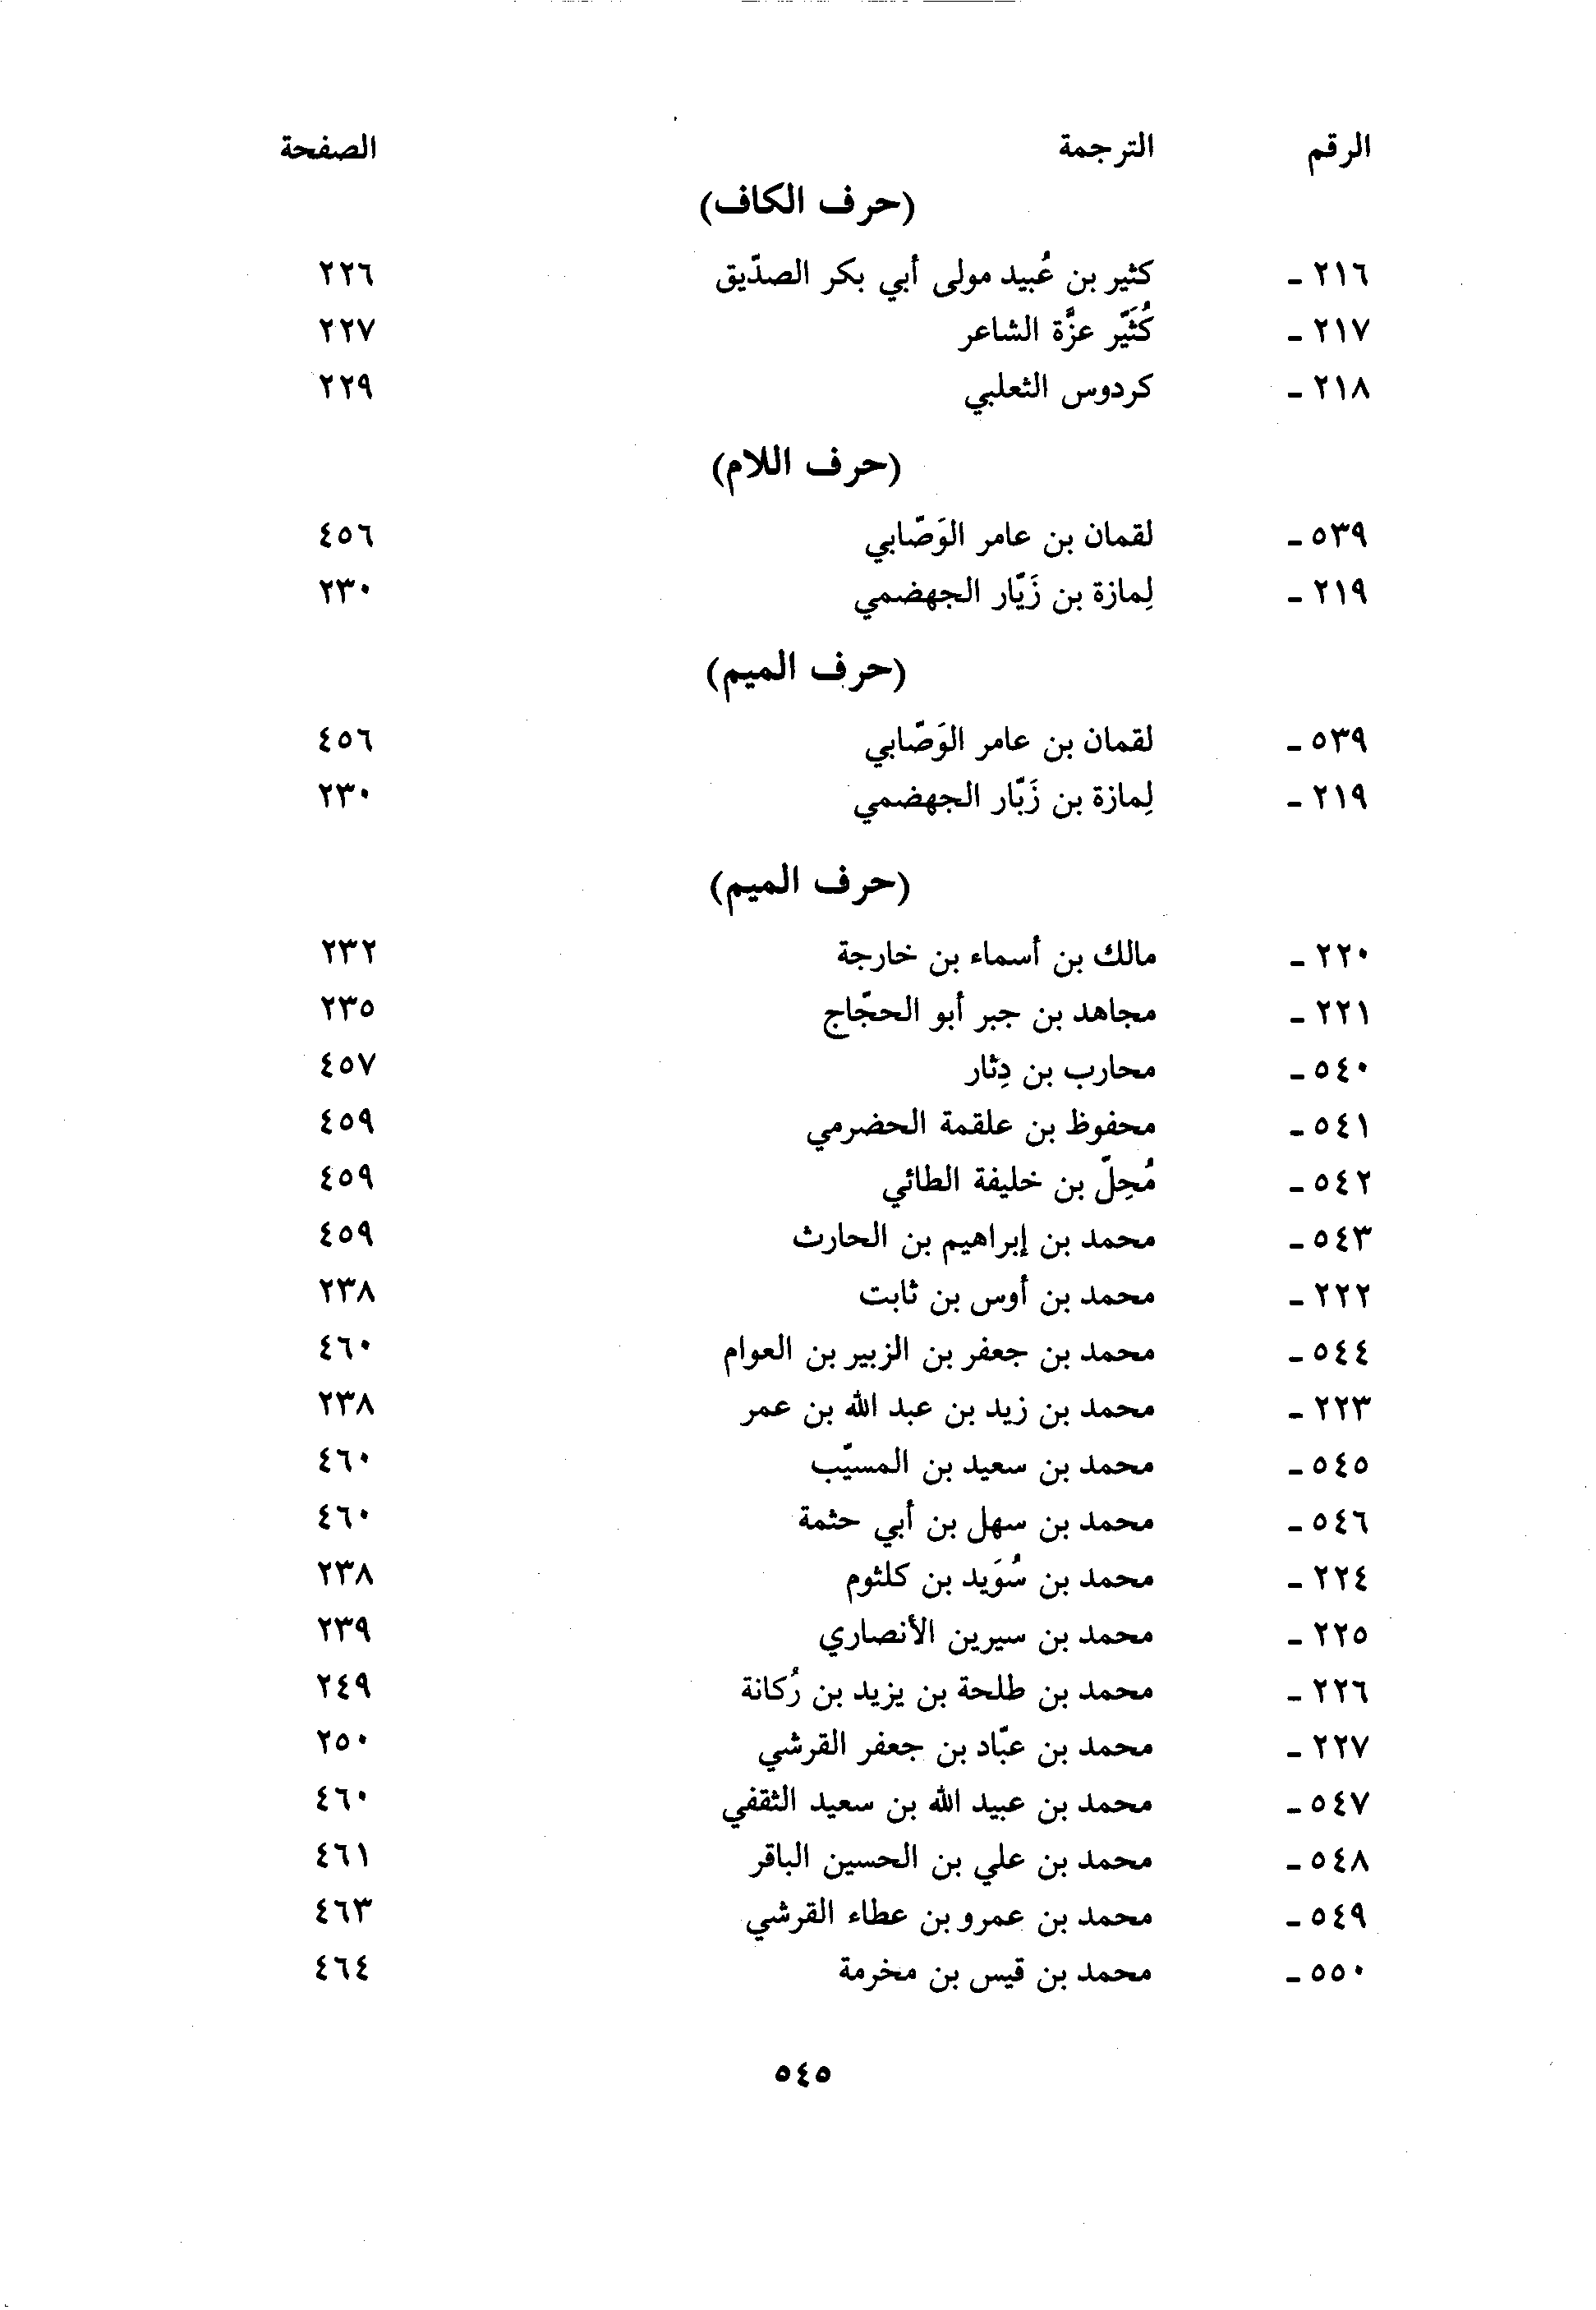 الرقم الترجمة الصفحة
(حرف الكاف)
٢١٦ - كثير بن عُبيد مولى أبي بكر الصدّيق ٢٢٦
٢١٧ - كُثَيّر عزَّة الشاعر ٢٢٧
٢١٨ - كردوس الثعلبي ٢٢٩
(حرف اللام)
٥٣٩ - لقمان بن عامر الوَصّابي ٤٥٦
٢١٩ - لِمازة بن زَيّار الجهضمي ٢٣٠
(حرف الميم)
٥٣٩ - لقمان بن عامر الوَصّابي ٤٥٦
٢١٩ - لِمازة بن زَبّار الجهضمي ٢٣٠
(حرف الميم)
٢٢٠ - مالك بن أسماء بن خارجة ٢٣٢
٢٢١ - مجاهد بن جبر أبو الحجّاج ٢٣٥
٥٤٠ - محارب بن دِثار ٤٥٧
٥٤١ - محفوظ بن علقمة الحضرمي ٤٥٩
٥٤٢ - مُحِلّ بن خليفة الطائي ٤٥٩
٥٤٣ - محمد بن إبراهيم بن الحارث ٤٥٩
٢٢٢ - محمد بن أوس بن ثابت ٢٣٨
٥٤٤ - محمد بن جعفر بن الزبير بن العوام ٤٦٠
٢٢٣ - محمد بن زيد بن عبد الله بن عمر ٢٣٨
٥٤٥ - محمد بن سعيد بن المسيّب ٤٦٠
٥٤٦ - محمد بن سهل بن أبي حثمة ٤٦٠
٢٢٤ - محمد بن سُوَيد بن كلثوم ٢٣٨
٢٢٥ - محمد بن سيرين الأنصاري ٢٣٩
٢٢٦ - محمد بن طلحة بن يزيد بن رُكانة ٢٤٩
٢٢٧ - محمد بن عبّاد بن جعفر القرشي ٢٥٠
٥٤٧ - محمد بن عبيد الله بن سعيد الثقفي ٤٦٠
٥٤٨ - محمد بن علي بن الحسين الباقر ٤٦١
٥٤٩ - محمد بن عمرو بن عطاء القرشي ٤٦٣
٥٥٠ - محمد بن قيس بن مخرمة ٤٦٤
٥٤٥